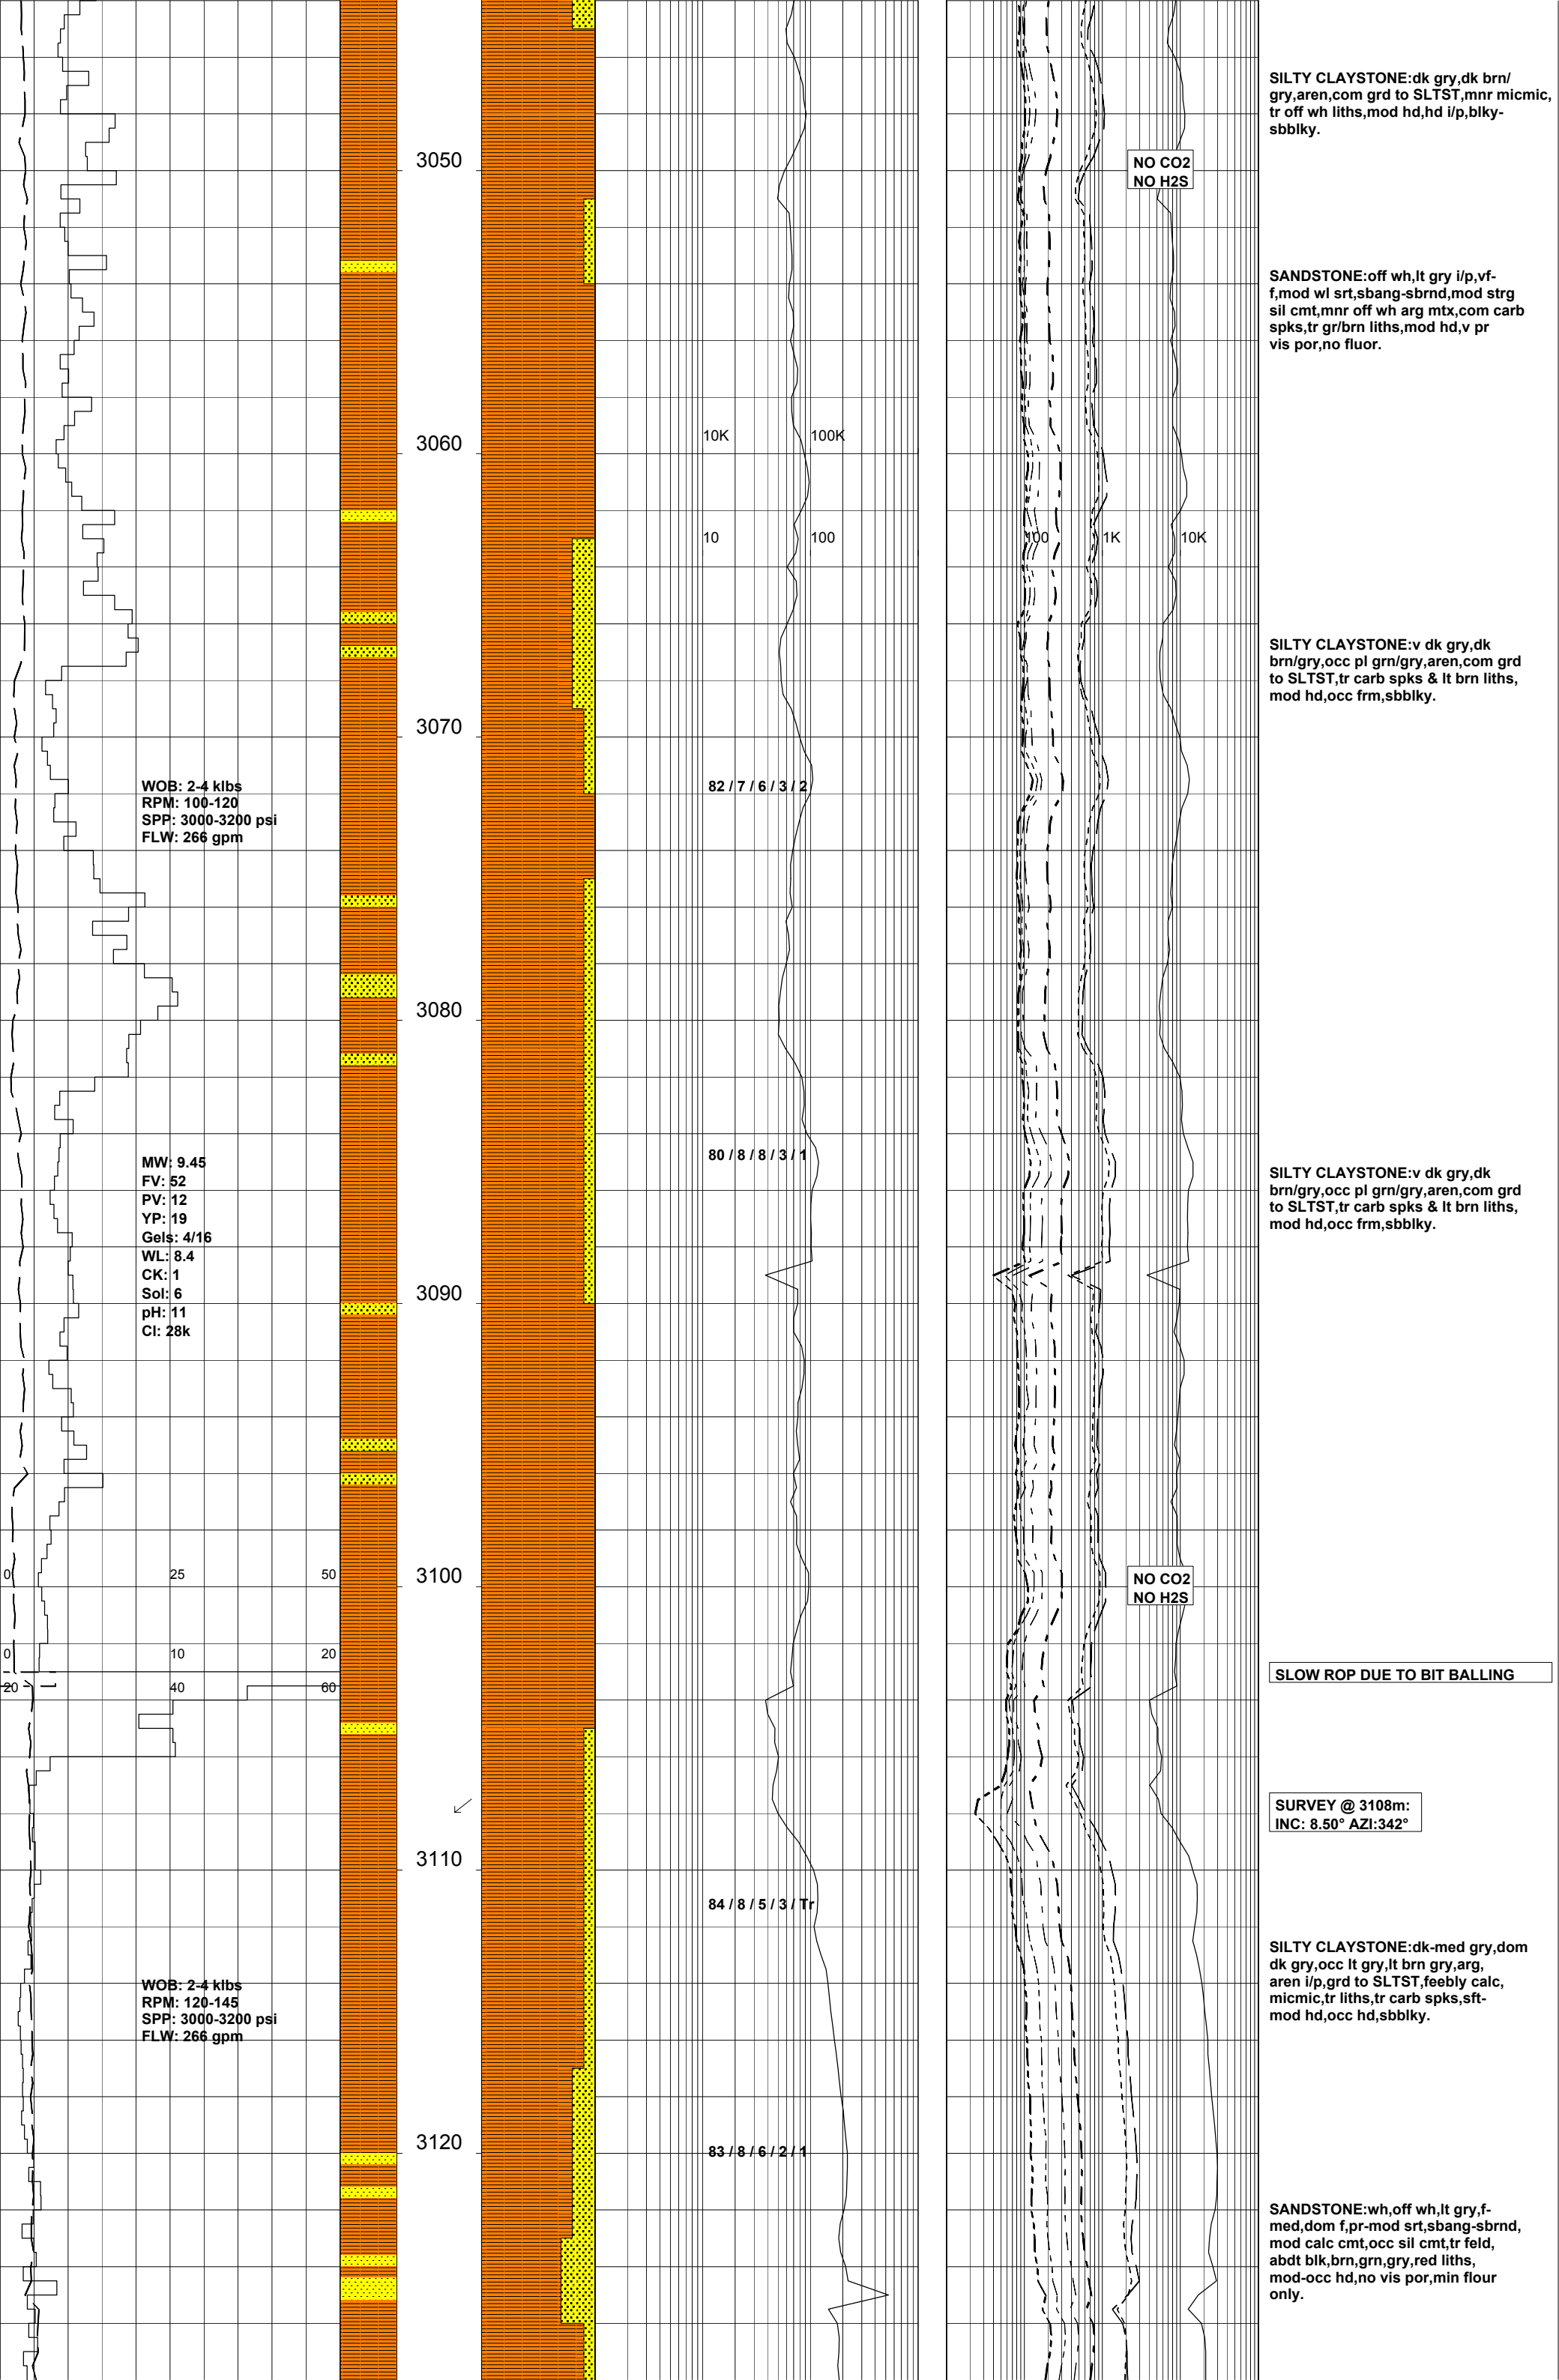 SILTY CLAYSTONE:dk gry,dk brn/
gry,aren,com grd to SLTST,mnr micmic,
tr off wh liths,mod hd,hd i/p,blky-
sbblky.
3050
NO CO2
NO H2S
SANDSTONE:off wh,lt gry i/p,vf-
f,mod wl srt,sbang-sbrnd,mod strg
sil cmt,mnr off wh arg mtx,com carb
spks,tr gr/brn liths,mod hd,v pr
vis por,no fluor.
3060
10K 100K
10 100 100 1K 10K
SILTY CLAYSTONE:v dk gry,dk
brn/gry,occ pl grn/gry,aren,com grd
to SLTST,tr carb spks & lt brn liths,
mod hd,occ frm,sbblky.
3070
WOB: 2-4 klbs
RPM: 100-120
SPP: 3000-3200 psi
FLW: 266 gpm
82 / 7 / 6 / 3 / 2
3080
MW: 9.45
FV: 52
PV: 12
YP: 19
Gels: 4/16
WL: 8.4
CK: 1
Sol: 6
pH: 11
Cl: 28k
80 / 8 / 8 / 3 / 1
SILTY CLAYSTONE:v dk gry,dk
brn/gry,occ pl grn/gry,aren,com grd
to SLTST,tr carb spks & lt brn liths,
mod hd,occ frm,sbblky.
3090
0 25 50
3100
NO CO2
NO H2S
0 10 20
20 40 60
SLOW ROP DUE TO BIT BALLING
SURVEY @ 3108m:
INC: 8.50° AZI:342°
3110
84 / 8 / 5 / 3 / Tr
SILTY CLAYSTONE:dk-med gry,dom
dk gry,occ lt gry,lt brn gry,arg,
aren i/p,grd to SLTST,feebly calc,
micmic,tr liths,tr carb spks,sft-
mod hd,occ hd,sbblky.
WOB: 2-4 klbs
RPM: 120-145
SPP: 3000-3200 psi
FLW: 266 gpm
3120
83 / 8 / 6 / 2 / 1
SANDSTONE:wh,off wh,lt gry,f-
med,dom f,pr-mod srt,sbang-sbrnd,
mod calc cmt,occ sil cmt,tr feld,
abdt blk,brn,grn,gry,red liths,
mod-occ hd,no vis por,min flour
only.